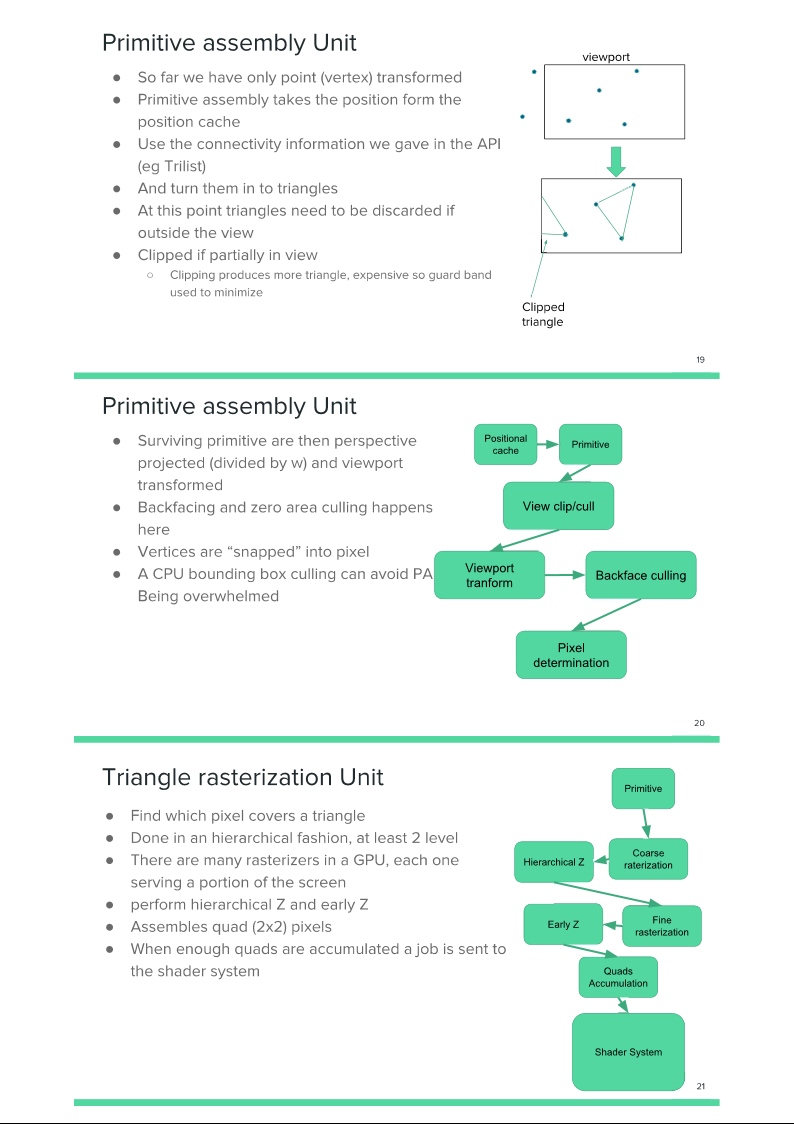 Primitive assembly Unit
● So far we have only point (vertex) transformed
● Primitive assembly takes the position form the
position cache
● Use the connectivity information we gave in the API
(eg Trilist)
● And turn them in to triangles
● At this point triangles need to be discarded if
outside the view
● Clipped if partially in view
○ Clipping produces more triangle, expensive so guard band
used to minimize
viewport
Clipped
triangle
19
Primitive assembly Unit
● Surviving primitive are then perspective
projected (divided by w) and viewport
transformed
● Backfacing and zero area culling happens
here
● Vertices are “snapped” into pixel
● A CPU bounding box culling can avoid PA
Being overwhelmed
Positional
cache
Primitive
View clip/cull
Viewport
tranform
Backface culling
Pixel
determination
20
Triangle rasterization Unit
● Find which pixel covers a triangle
● Done in an hierarchical fashion, at least 2 level
● There are many rasterizers in a GPU, each one
serving a portion of the screen
● perform hierarchical Z and early Z
● Assembles quad (2x2) pixels
● When enough quads are accumulated a job is sent to
the shader system
Primitive
Coarse
raterization
Hierarchical Z
Fine
rasterization
Early Z
Quads
Accumulation
Shader System
21